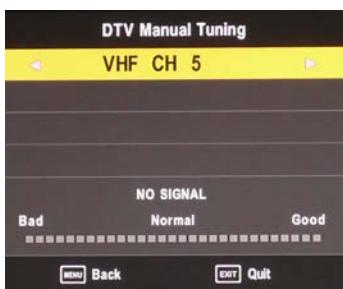 DTV Manual Tuning
VHF CH 5
NO SIGNAL
Bad Normal Good
MENU Back EXIT Quit